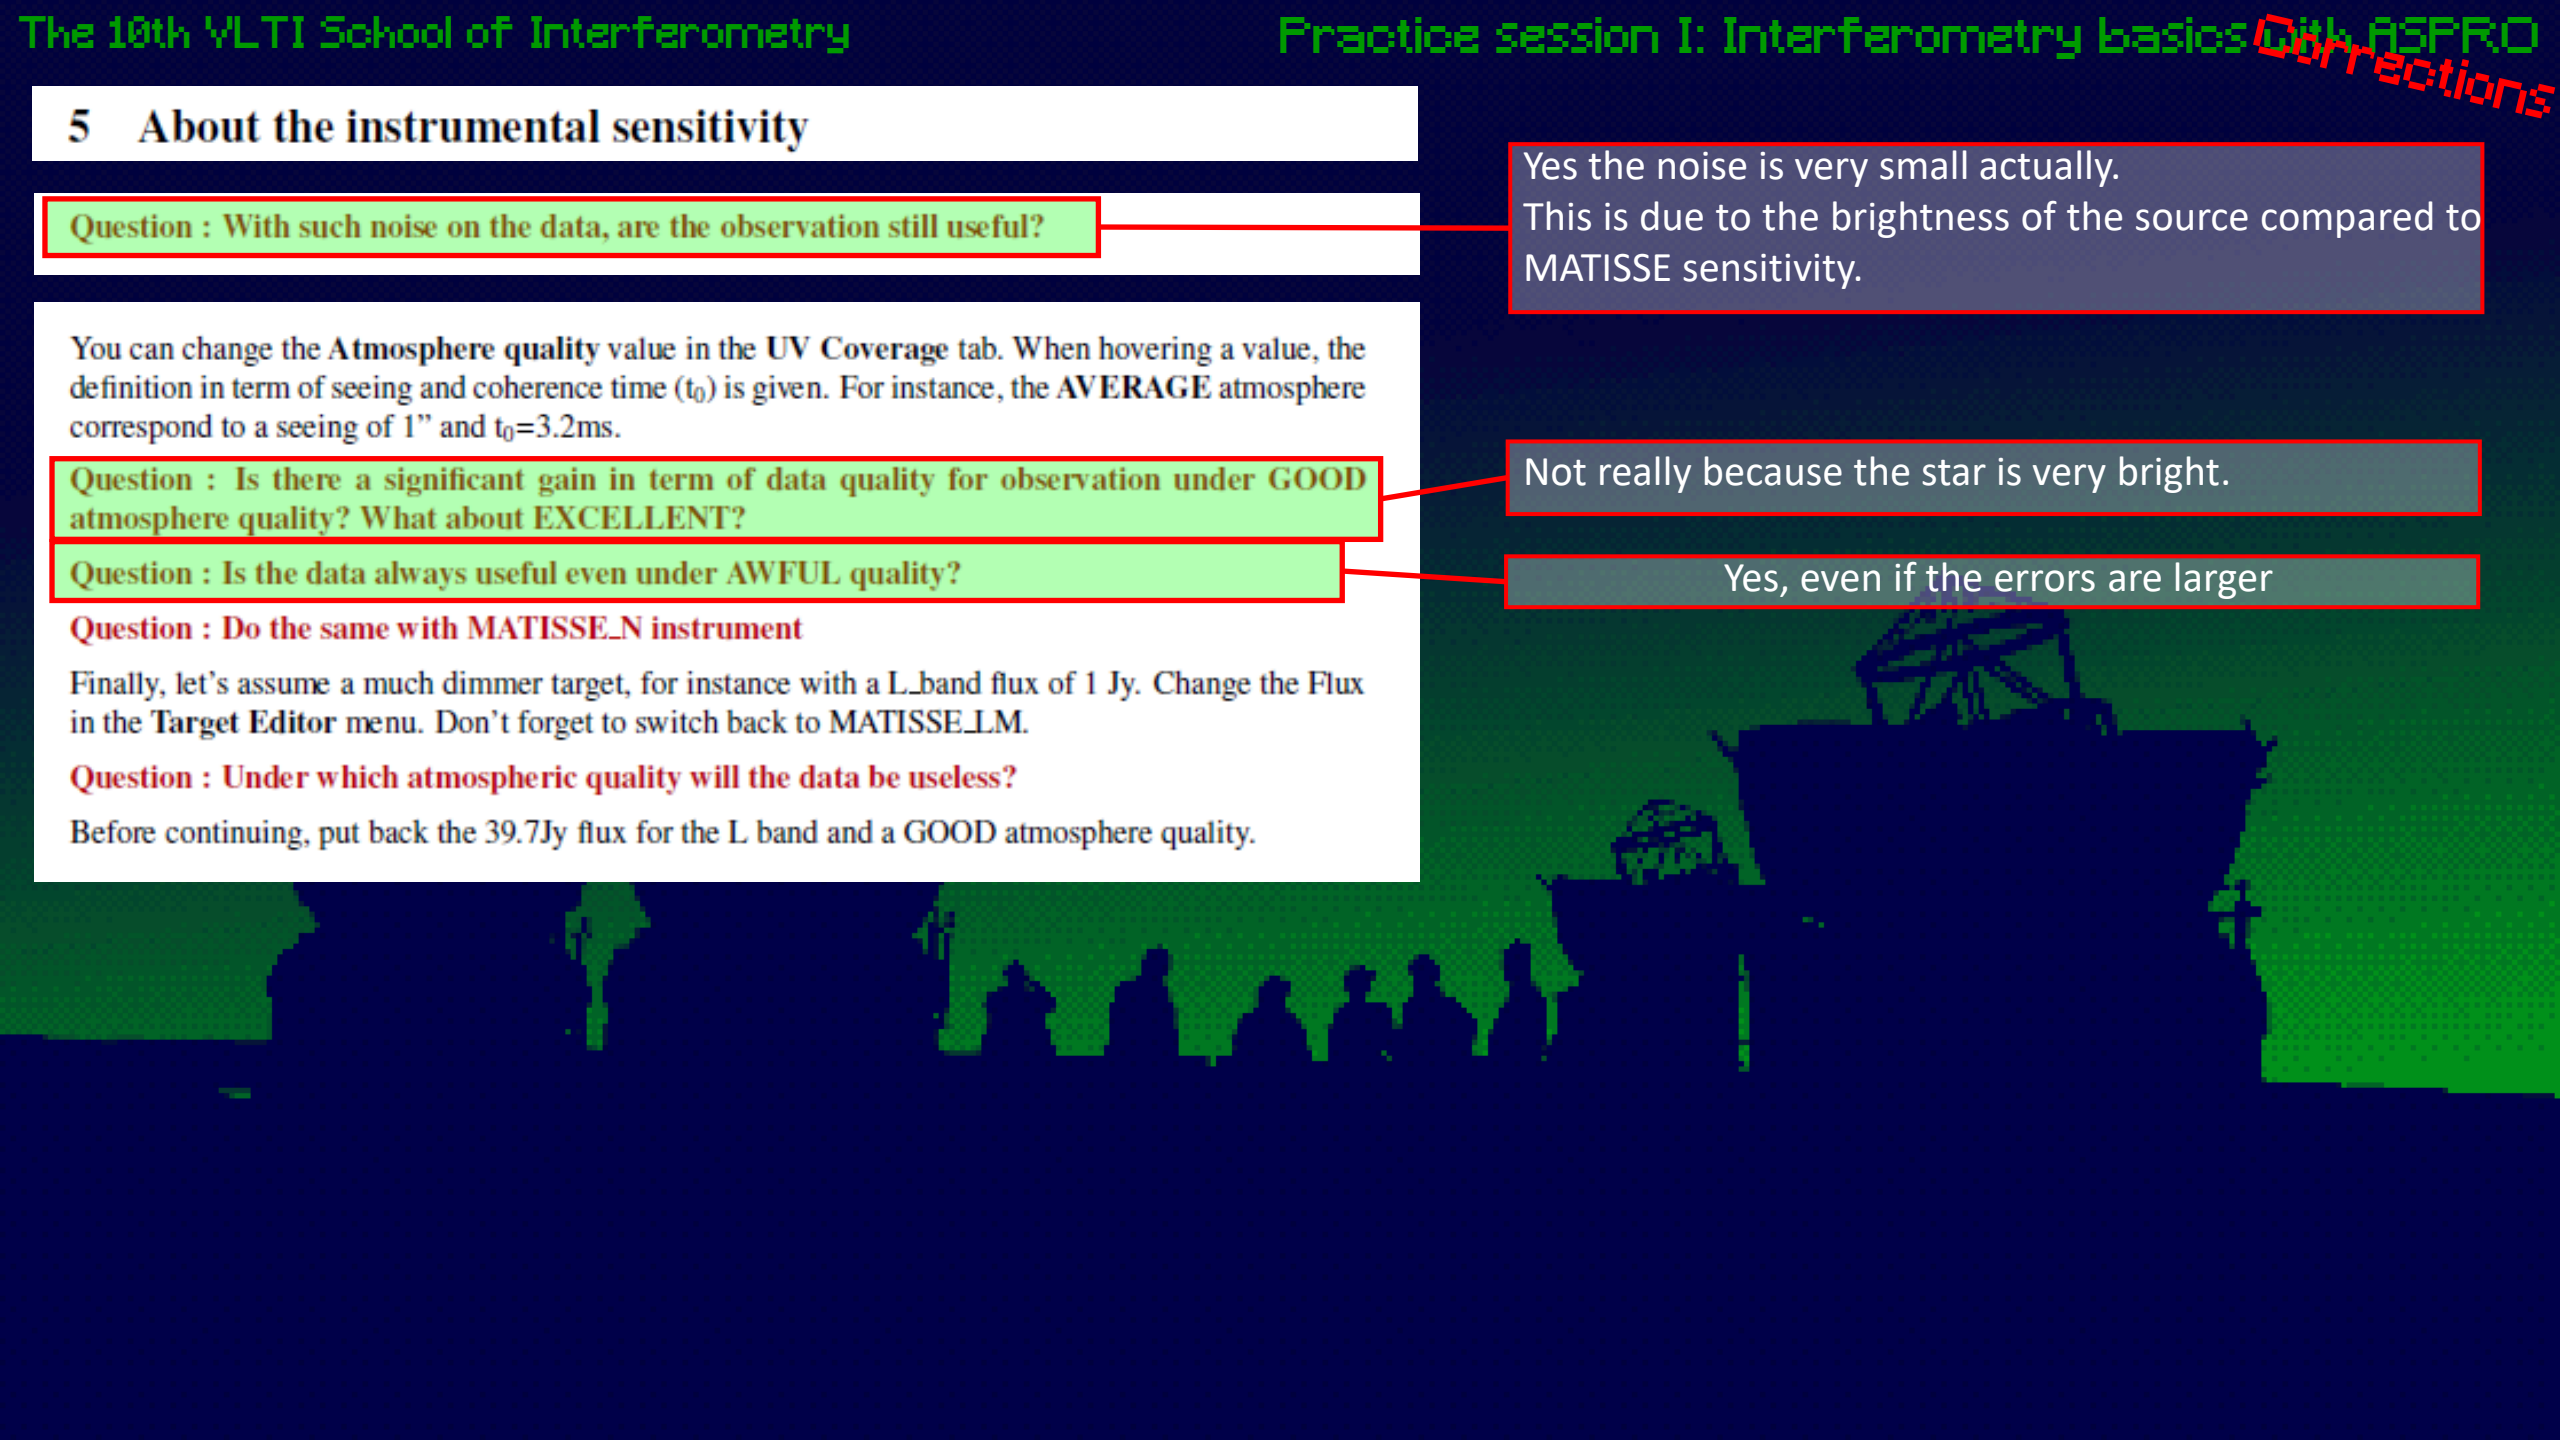 The 10th VLTI School of Interferometry
Practice session I: Interferometry basics with ASPRO
Corrections
5 About the instrumental sensitivity
Question : With such noise on the data, are the observation still useful?
Yes the noise is very small actually.
This is due to the brightness of the source compared to
MATISSE sensitivity.
You can change the Atmosphere quality value in the UV Coverage tab. When hovering a value, the
definition in term of seeing and coherence time (t0) is given. For instance, the AVERAGE atmosphere
correspond to a seeing of 1” and t0=3.2ms.
Question : Is there a significant gain in term of data quality for observation under GOOD
atmosphere quality? What about EXCELLENT?
Not really because the star is very bright.
Question : Is the data always useful even under AWFUL quality?
Yes, even if the errors are larger
Question : Do the same with MATISSE_N instrument
Finally, let’s assume a much dimmer target, for instance with a L_band flux of 1 Jy. Change the Flux
in the Target Editor menu. Don’t forget to switch back to MATISSE_LM.
Question : Under which atmospheric quality will the data be useless?
Before continuing, put back the 39.7Jy flux for the L band and a GOOD atmosphere quality.